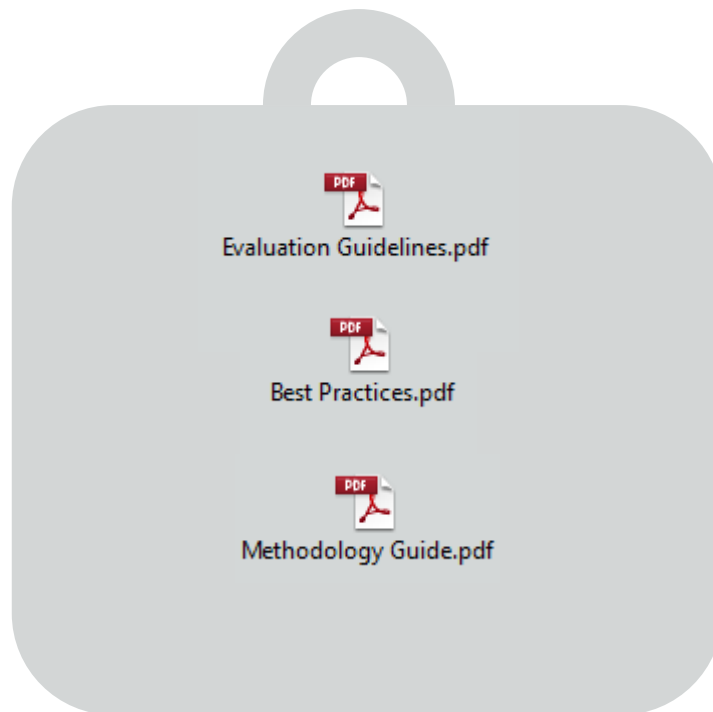 PDF
Evaluation Guidelines.pdf
PDF
Best Practices.pdf
PDF
Methodology Guide.pdf